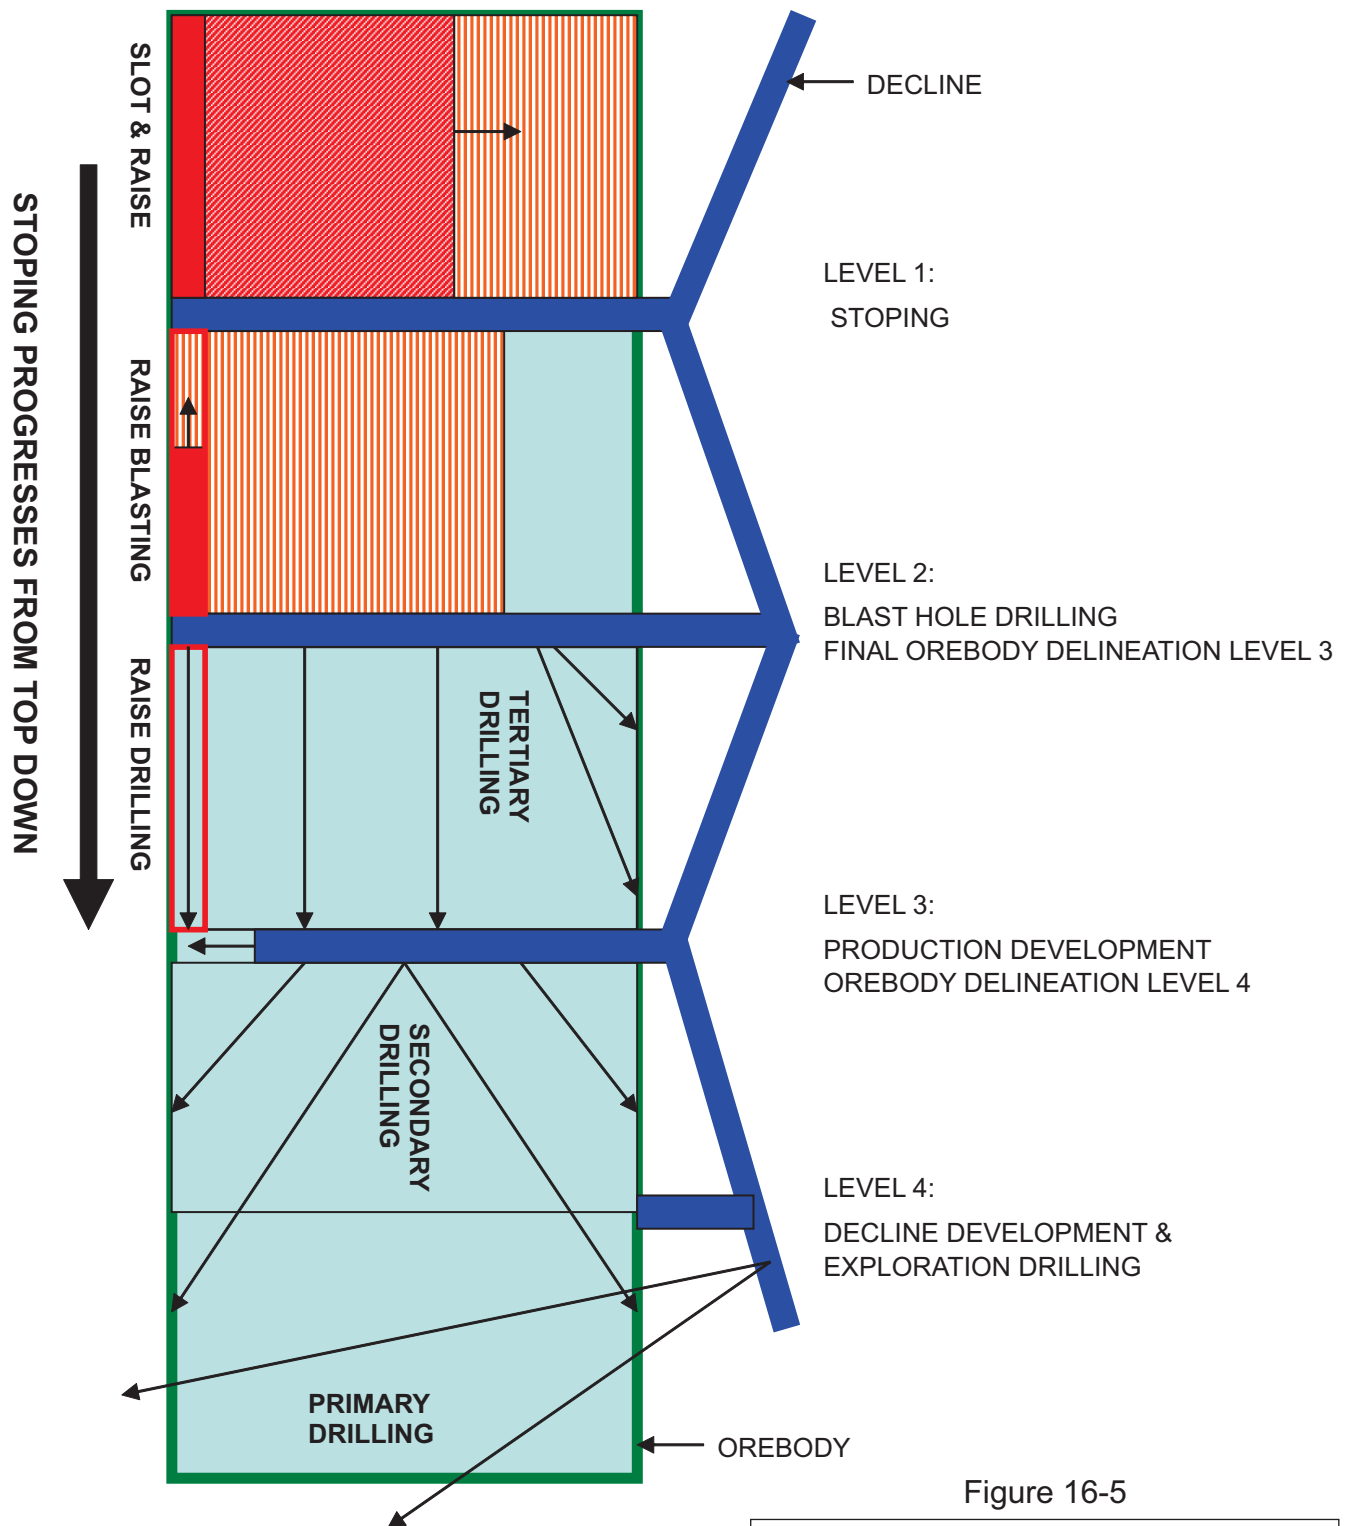 STOPING PROGRESSES FROM TOP DOWN
SLOT & RAISE
RAISE BLASTING
RAISE DRILLING
DECLINE
LEVEL 1:
STOPING
LEVEL 2:
BLAST HOLE DRILLING
FINAL OREBODY DELINEATION LEVEL 3
TERTIARY
DRILLING
LEVEL 3:
PRODUCTION DEVELOPMENT
OREBODY DELINEATION LEVEL 4
SECONDARY
DRILLING
LEVEL 4:
DECLINE DEVELOPMENT &
EXPLORATION DRILLING
PRIMARY
DRILLING
OREBODY
Figure 16-5